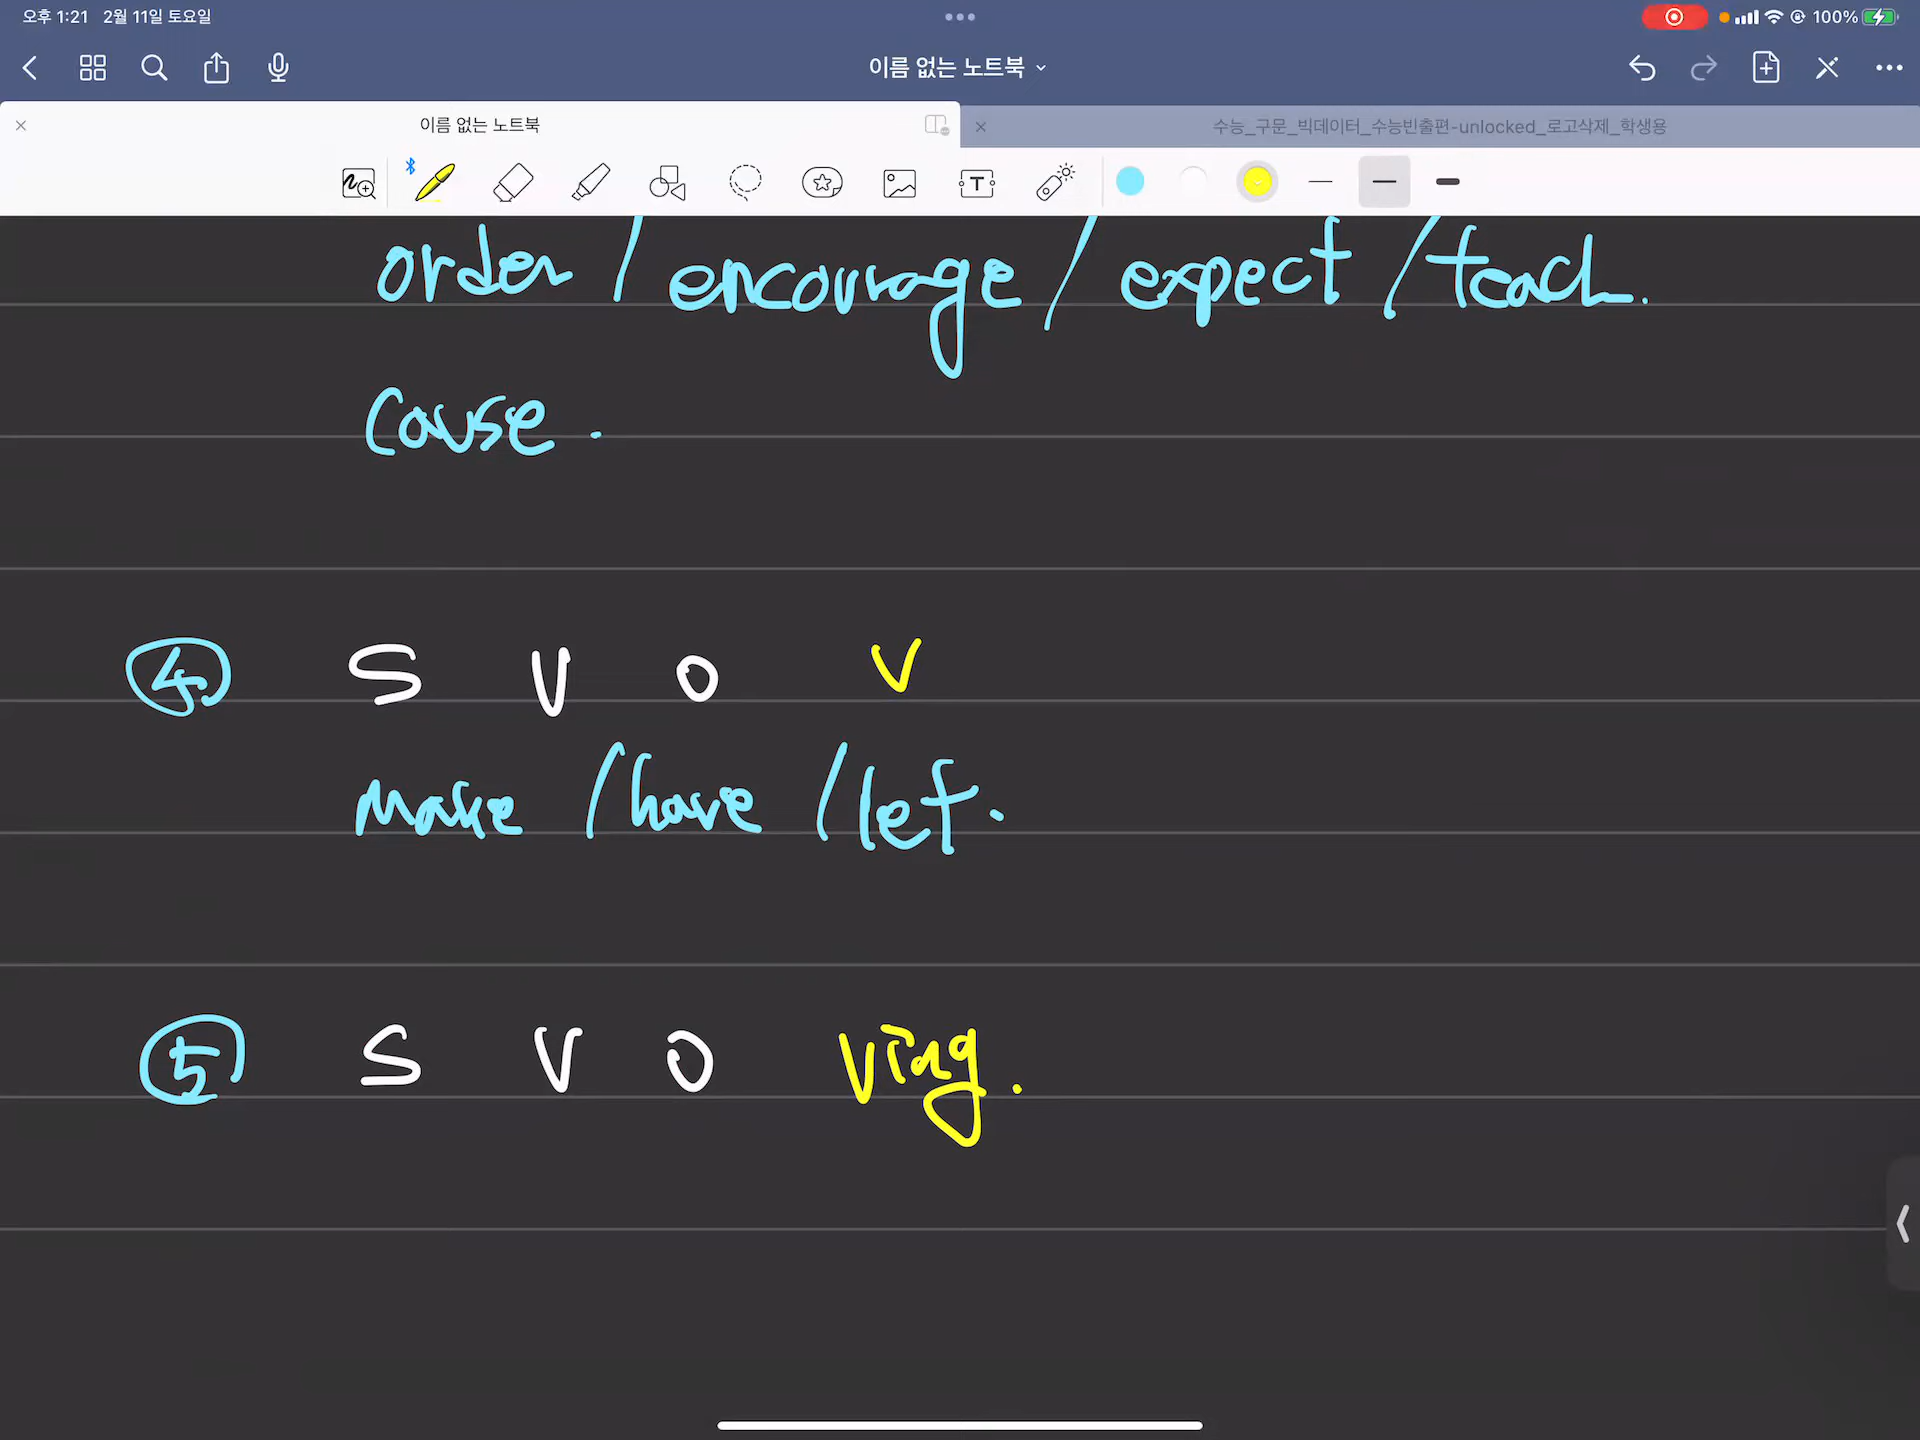 오후 1:21 2월 11일 토요일 100%
이름 없는 노트북
이름 없는 노트북 수능_구문_빅데이터_수능빈출편-unlocked_로고삭제_학생용
order / encourage / expect / teach.
cause.
④ S V O V
make / have / let.
⑤ S V O Ving.